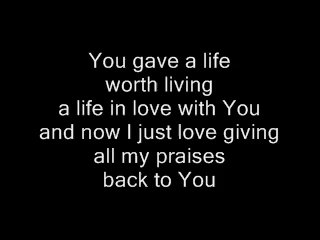 You gave a life
worth living
a life in love with You
and now I just love giving
all my praises
back to You